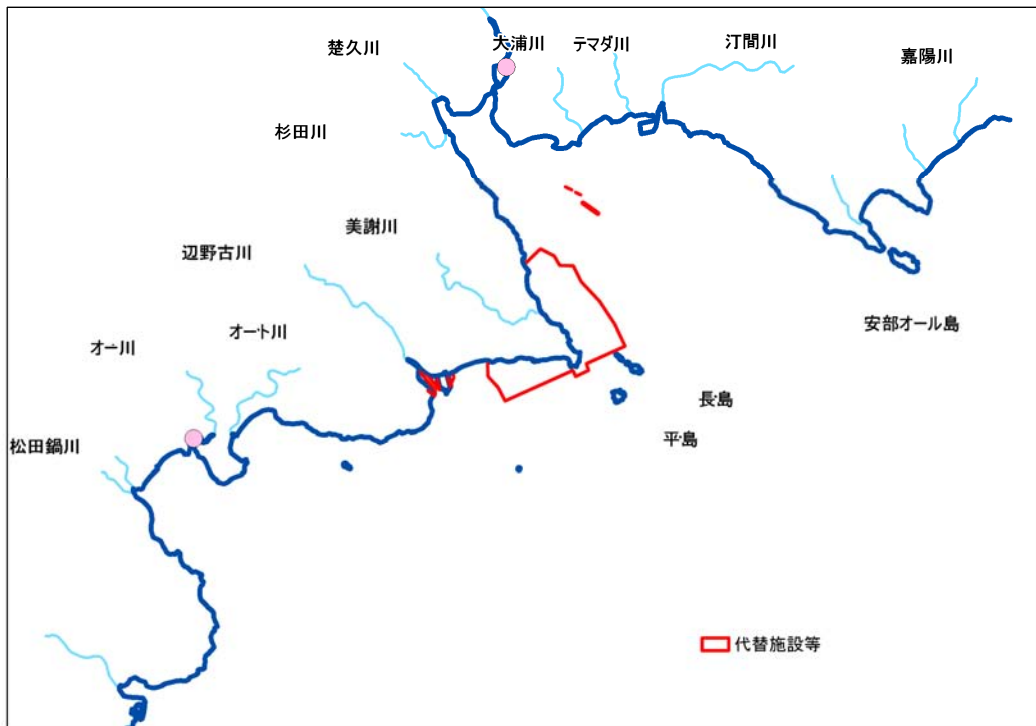 楚久川
大浦川
テマダ川
汀間川
嘉陽川
杉田川
美謝川
辺野古川
安部オール島
オート川
オー川
長島
平島
松田鍋川
代替施設等